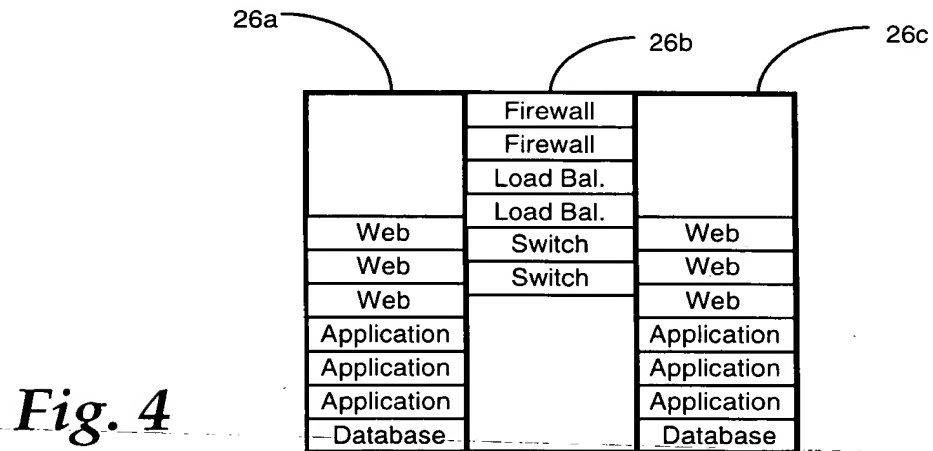 26a
26b
26c
Firewall
Firewall
Load Bal.
Load Bal.
Web
Switch
Web
Web
Switch
Web
Web
Web
Application
Application
Application
Application
Application
Application
Database
Database
Fig. 4